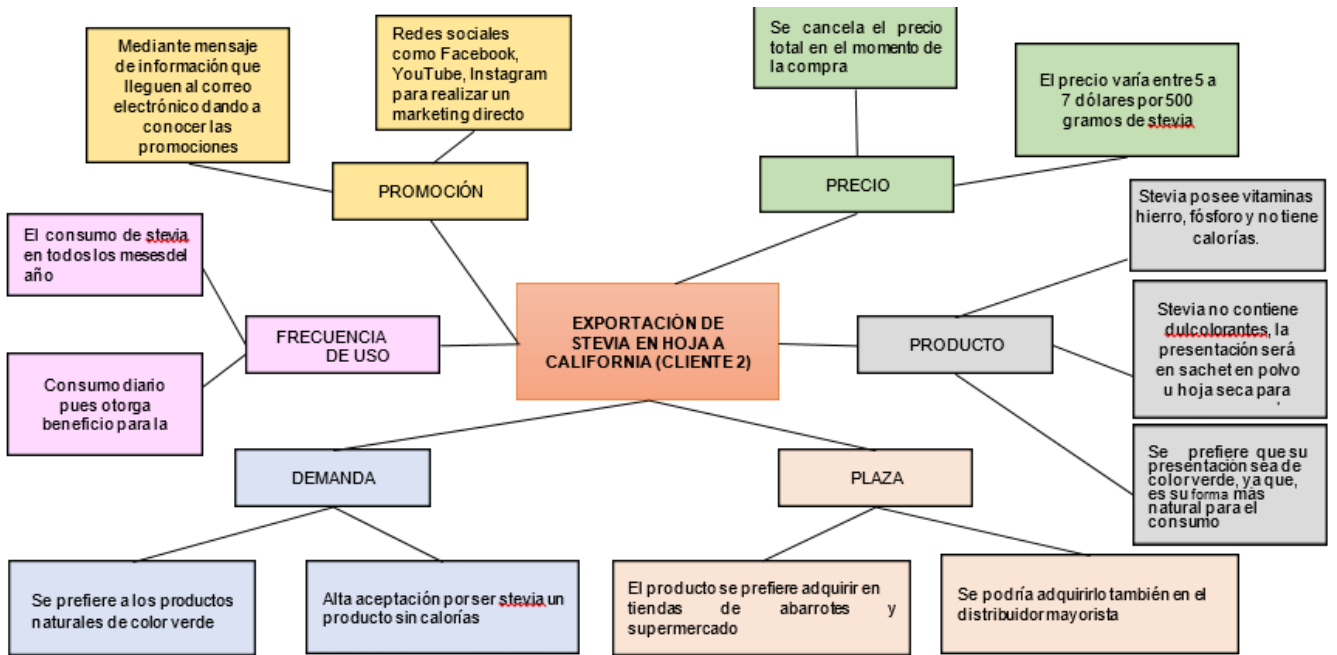 Mediante mensaje
de información que
lleguen al correo
electrónico dando a
conocer las
promociones
Redes sociales
como Facebook,
YouTube, Instagram
para realizar un
marketing directo
PROMOCIÓN
Se cancela el precio
total en el momento de
la compra
El precio varía entre 5 a
7 dólares por 500
gramos de stevia
PRECIO
El consumo de stevia
en todos los meses del
año
Consumo diario
pues otorga
beneficio para la
FRECUENCIA
DE USO
EXPORTACIÓN DE
STEVIA EN HOJA A
CALIFORNIA (CLIENTE 2)
PRODUCTO
Stevia posee vitaminas
hierro, fósforo y no tiene
calorías.
Stevia no contiene
dulcolorantes, la
presentación será
en sachet en polvo
u hoja seca para
Se prefiere que su
presentación sea de
color verde, ya que,
es su forma más
natural para el
consumo
DEMANDA
Se prefiere a los productos
naturales de color verde
Alta aceptación por ser stevia un
producto sin calorías
PLAZA
El producto se prefiere adquirir en
tiendas de abarrotes y
supermercado
Se podría adquirirlo también en el
distribuidor mayorista